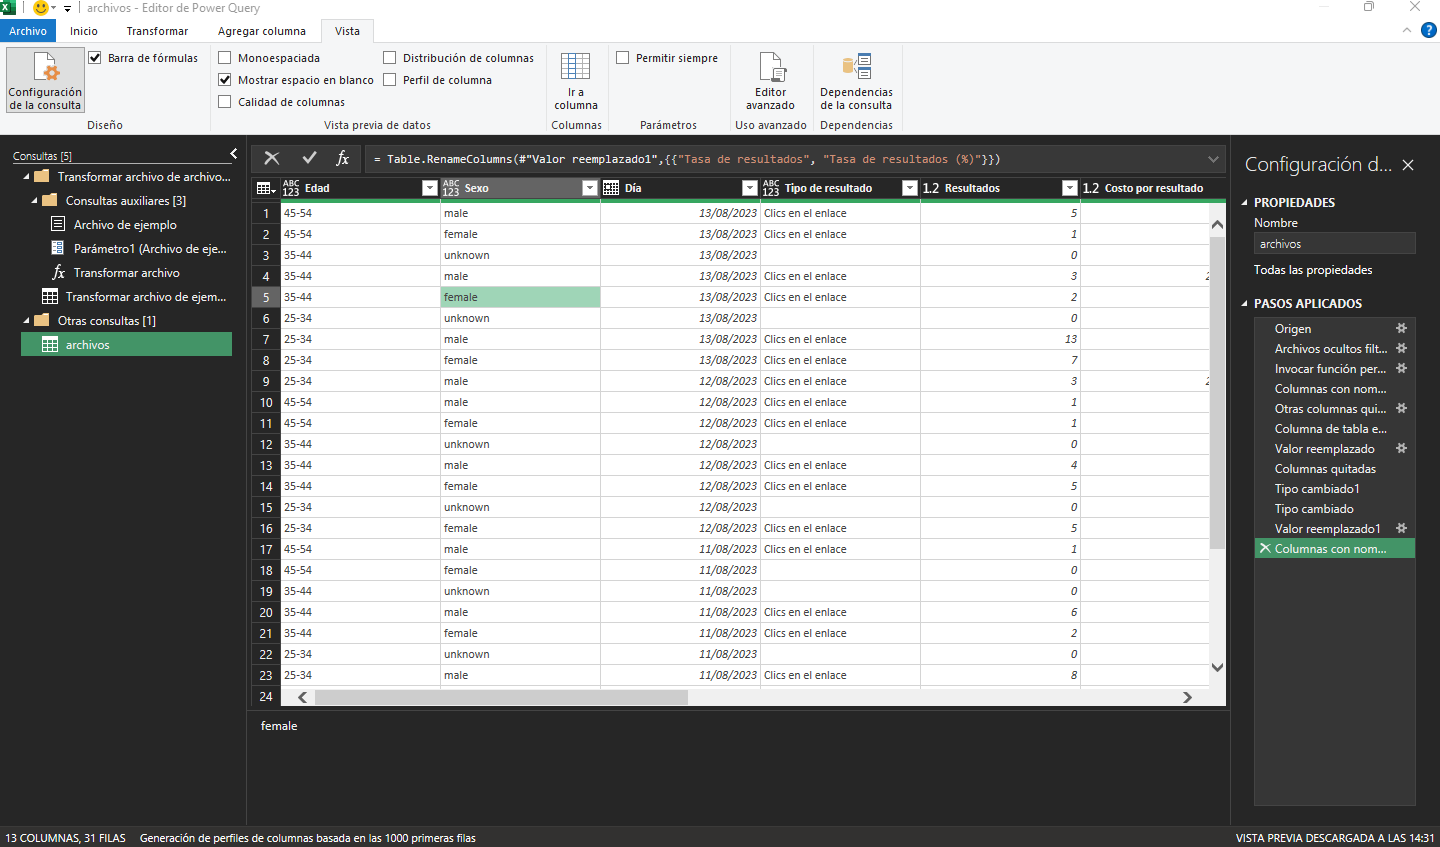 archivos - Editor de Power Query
Archivo Inicio Transformar Agregar columna Vista
Configuración de la consulta
Barra de fórmulas
Diseño
Monoespaciada
Mostrar espacio en blanco
Calidad de columnas
Distribución de columnas
Perfil de columna
Vista previa de datos
Ir a columna
Columnas
Permitir siempre
Parámetros
Editor avanzado
Uso avanzado
Dependencias de la consulta
Dependencias
Consultas [5]
Transformar archivo de archivo...
Consultas auxiliares [3]
Archivo de ejemplo
Parámetro1 (Archivo de eje...
fx Transformar archivo
Transformar archivo de ejem...
Otras consultas [1]
archivos
fx = Table.RenameColumns(#"Valor reemplazado1",{{"Tasa de resultados", "Tasa de resultados (%)"}})
ABC 123 Edad ABC 123 Sexo Día ABC 123 Tipo de resultado 1.2 Resultados 1.2 Costo por resultado
1 45-54 male 13/08/2023 Clics en el enlace 5
2 45-54 female 13/08/2023 Clics en el enlace 1
3 35-44 unknown 13/08/2023 0
4 35-44 male 13/08/2023 Clics en el enlace 3
5 35-44 female 13/08/2023 Clics en el enlace 2
6 25-34 unknown 13/08/2023 0
7 25-34 male 13/08/2023 Clics en el enlace 13
8 25-34 female 13/08/2023 Clics en el enlace 7
9 25-34 male 12/08/2023 Clics en el enlace 3
10 45-54 male 12/08/2023 Clics en el enlace 1
11 45-54 female 12/08/2023 Clics en el enlace 1
12 35-44 unknown 12/08/2023 0
13 35-44 male 12/08/2023 Clics en el enlace 4
14 35-44 female 12/08/2023 Clics en el enlace 5
15 25-34 unknown 12/08/2023 0
16 25-34 female 12/08/2023 Clics en el enlace 5
17 45-54 male 11/08/2023 Clics en el enlace 1
18 45-54 female 11/08/2023 0
19 35-44 unknown 11/08/2023 0
20 35-44 male 11/08/2023 Clics en el enlace 6
21 35-44 female 11/08/2023 Clics en el enlace 2
22 25-34 unknown 11/08/2023 0
23 25-34 male 11/08/2023 Clics en el enlace 8
24
female
Configuración d...
PROPIEDADES
Nombre
archivos
Todas las propiedades
PASOS APLICADOS
Origen
Archivos ocultos filt...
Invocar función per...
Columnas con nom...
Otras columnas qui...
Columna de tabla e...
Valor reemplazado
Columnas quitadas
Tipo cambiado1
Tipo cambiado
Valor reemplazado1
Columnas con nom...
13 COLUMNAS, 31 FILAS Generación de perfiles de columnas basada en las 1000 primeras filas VISTA PREVIA DESCARGADA A LAS 14:31